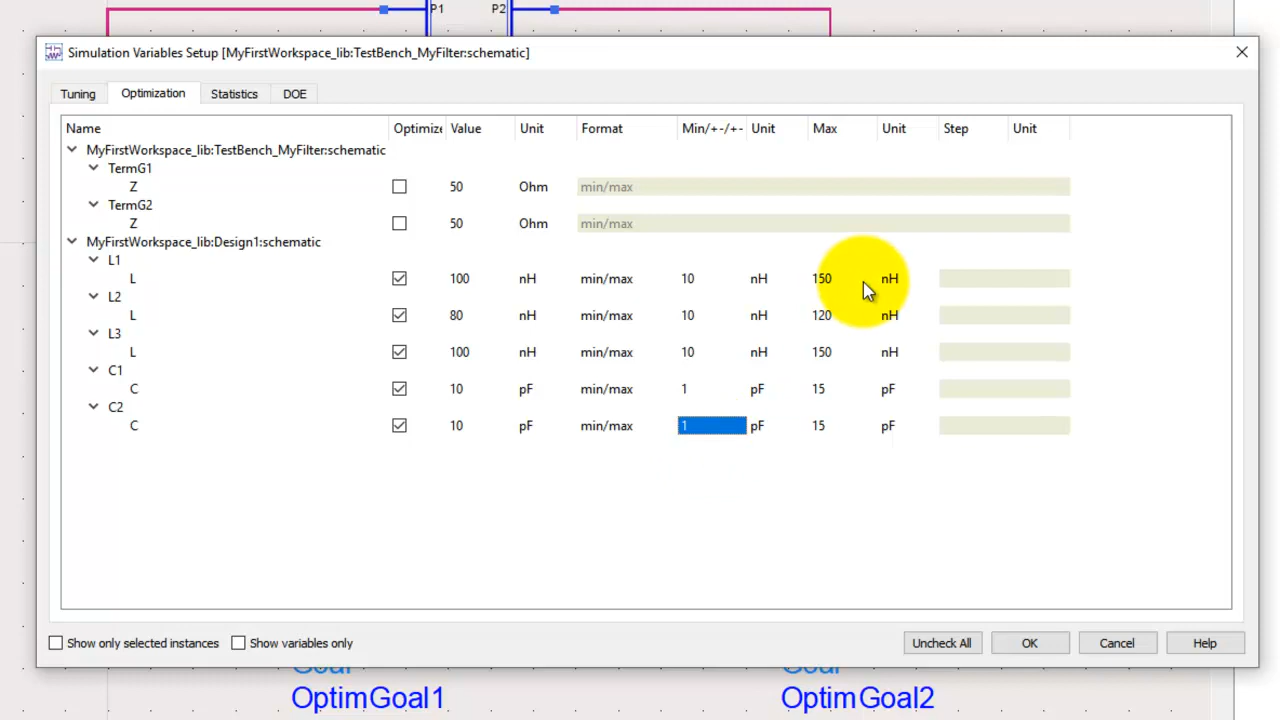 P1 P2
Simulation Variables Setup [MyFirstWorkspace_lib:TestBench_MyFilter:schematic]
Tuning Optimization Statistics DOE
Name Optimize Value Unit Format Min/+-/+- Unit Max Unit Step Unit
MyFirstWorkspace_lib:TestBench_MyFilter:schematic
TermG1
Z 50 Ohm min/max
TermG2
Z 50 Ohm min/max
MyFirstWorkspace_lib:Design1:schematic
L1
L 100 nH min/max 10 nH 150 nH
L2
L 80 nH min/max 10 nH 120 nH
L3
L 100 nH min/max 10 nH 150 nH
C1
C 10 pF min/max 1 pF 15 pF
C2
C 10 pF min/max 1 pF 15 pF
Show only selected instances Show variables only Uncheck All OK Cancel Help
Goal Goal
OptimGoal1 OptimGoal2